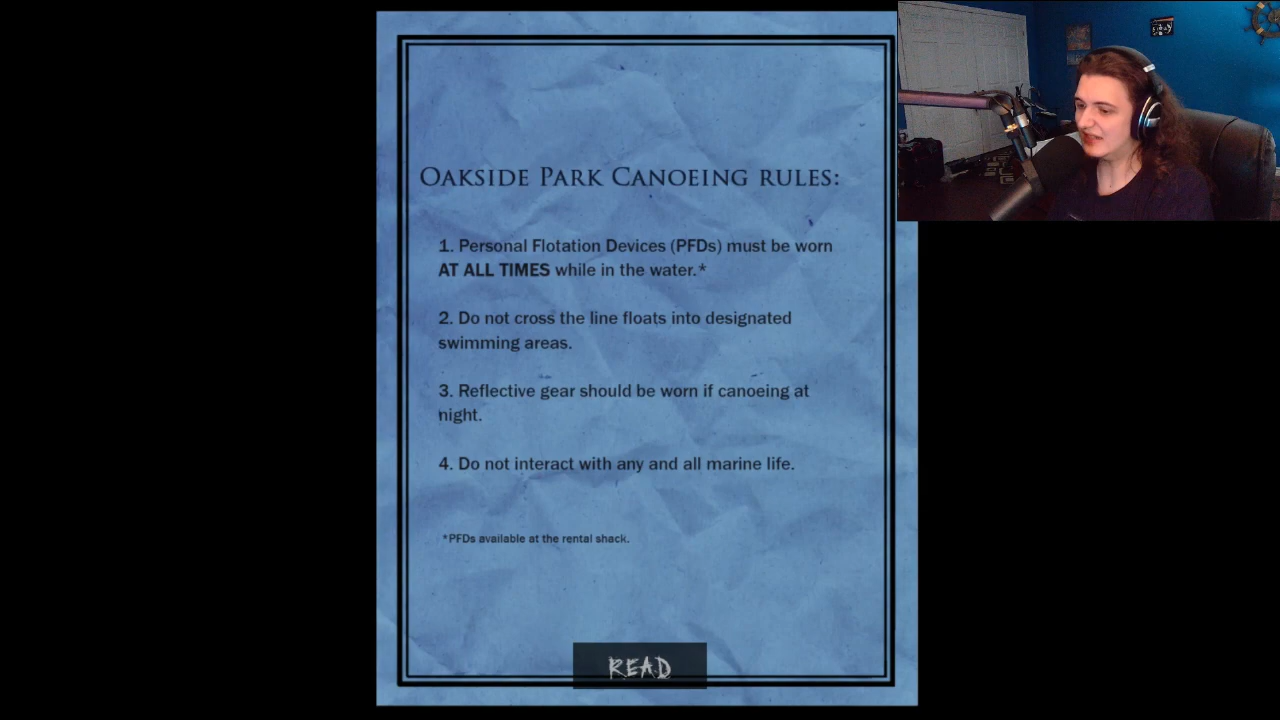 OAKSIDE PARK CANOEING RULES:
1. Personal Flotation Devices (PFDs) must be worn
AT ALL TIMES while in the water.*
2. Do not cross the line floats into designated
swimming areas.
3. Reflective gear should be worn if canoeing at
night.
4. Do not interact with any and all marine life.
*PFDs available at the rental shack.
READ